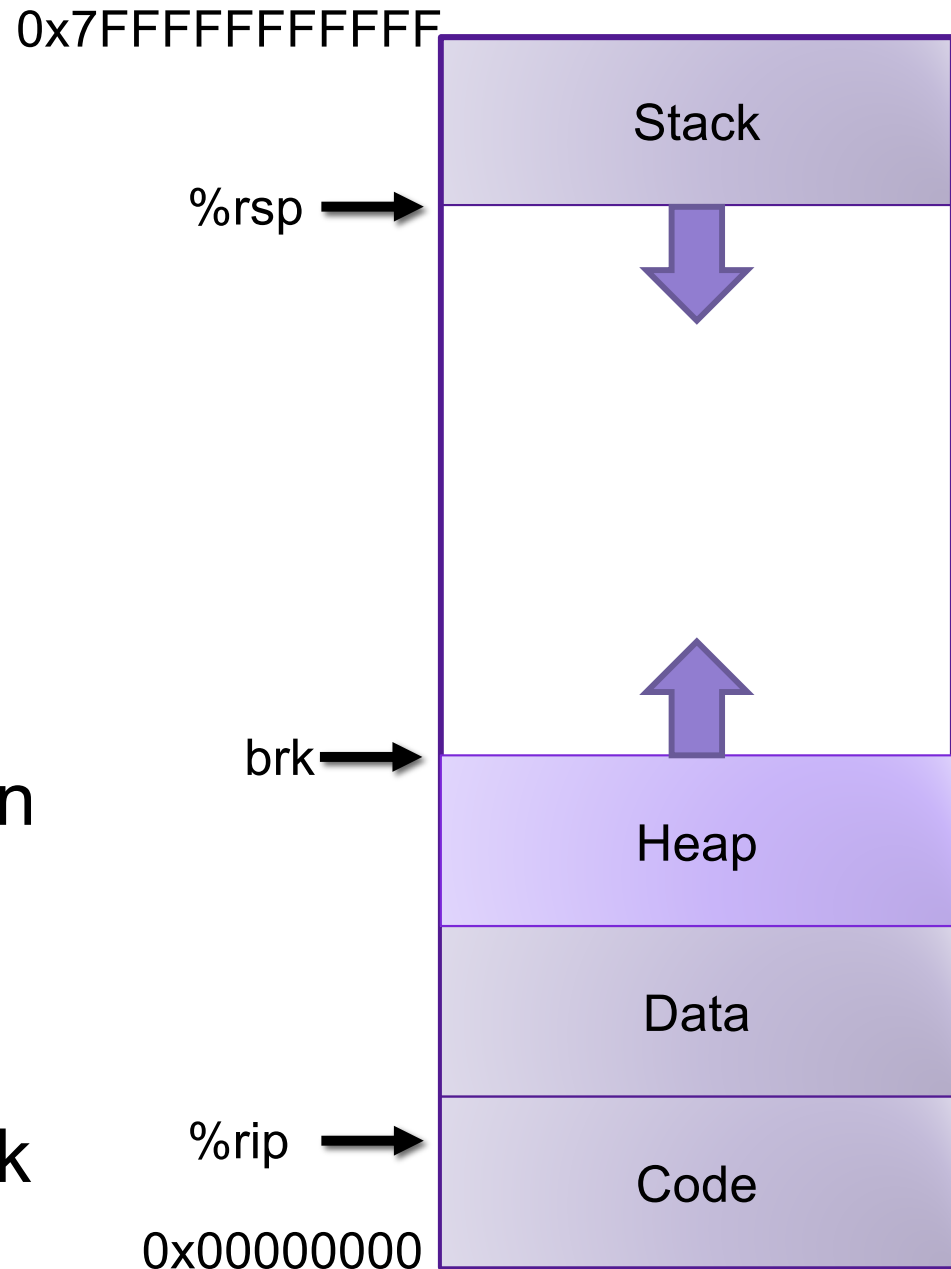 0x7FFFFFFFFFFF
Stack
%rsp
brk
n
Heap
Data
%rip
k
Code
0x00000000